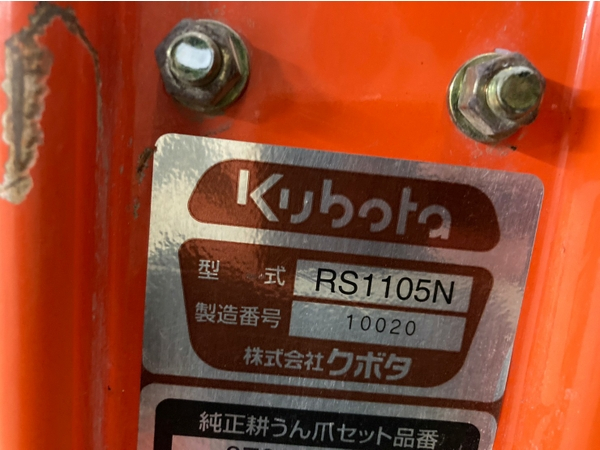 Kubota
型式 RS1105N
製造番号 10020
株式会社クボタ
純正耕うん爪セット品番